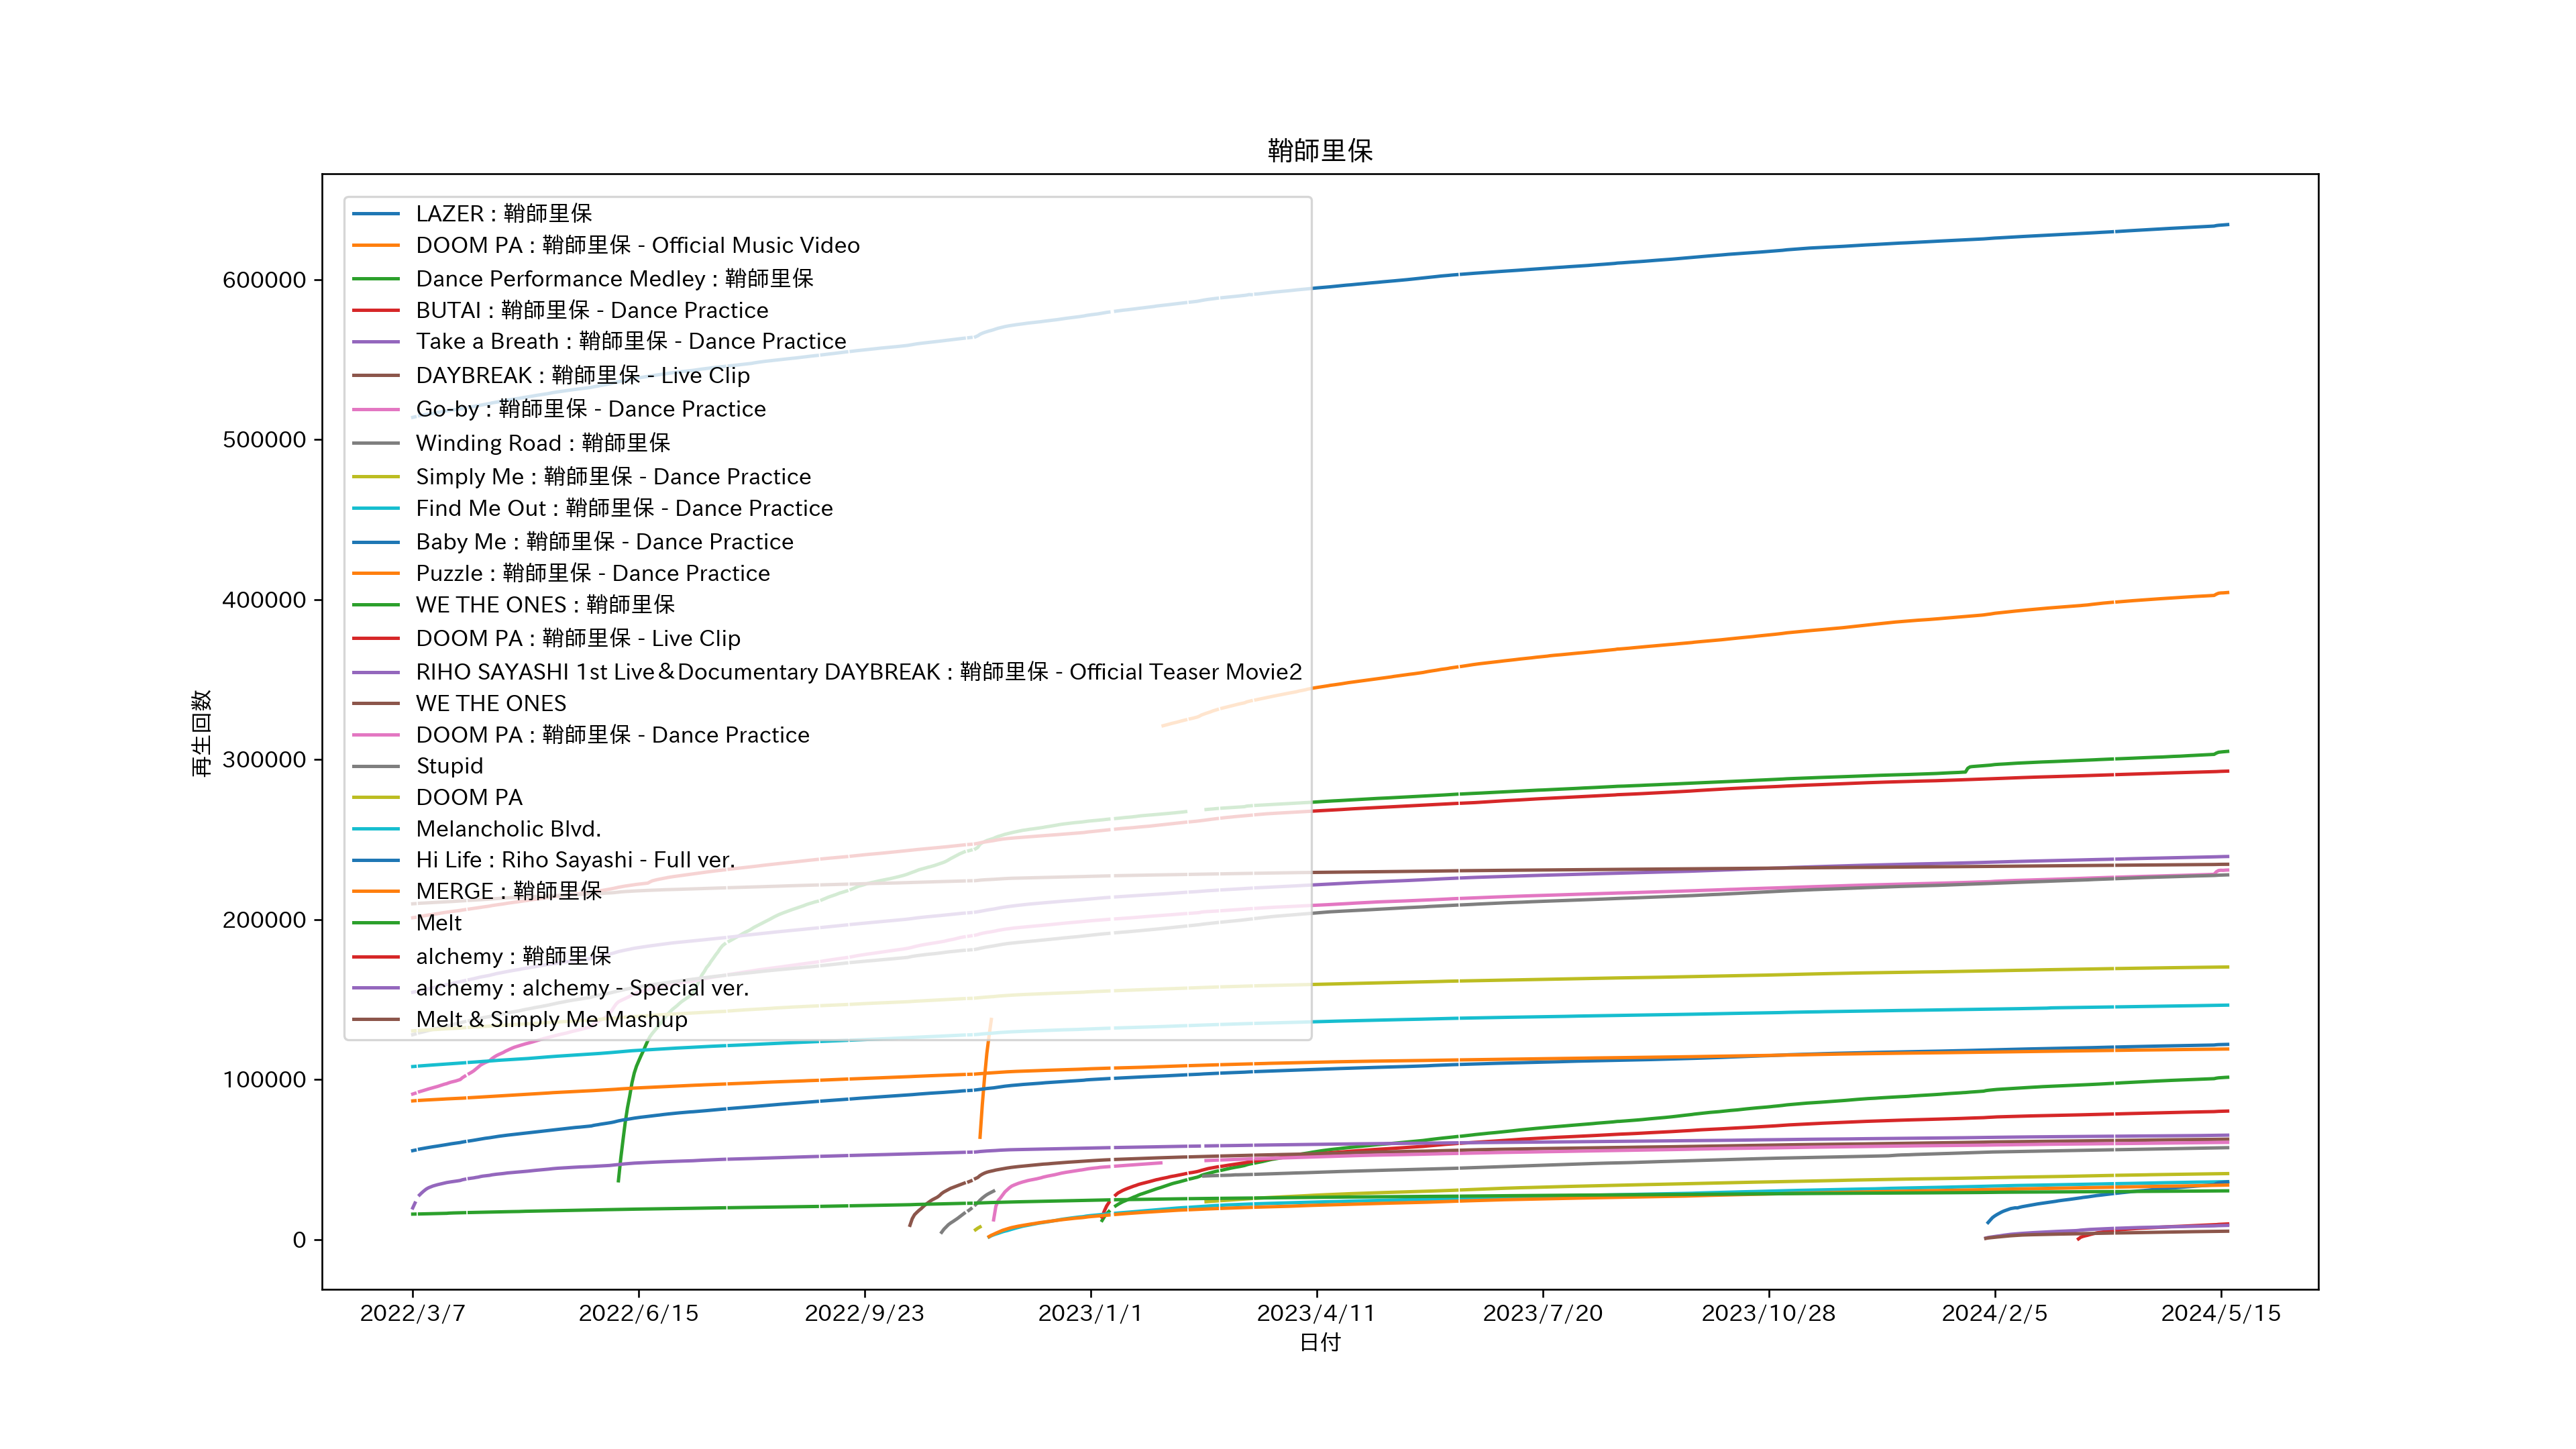 鞘師里保
LAZER : 鞘師里保
DOOM PA : 鞘師里保 - Official Music Video
Dance Performance Medley : 鞘師里保
BUTAI : 鞘師里保 - Dance Practice
Take a Breath : 鞘師里保 - Dance Practice
DAYBREAK : 鞘師里保 - Live Clip
Go-by : 鞘師里保 - Dance Practice
Winding Road : 鞘師里保
Simply Me : 鞘師里保 - Dance Practice
Find Me Out : 鞘師里保 - Dance Practice
Baby Me : 鞘師里保 - Dance Practice
Puzzle : 鞘師里保 - Dance Practice
WE THE ONES : 鞘師里保
DOOM PA : 鞘師里保 - Live Clip
RIHO SAYASHI 1st Live＆Documentary DAYBREAK : 鞘師里保 - Official Teaser Movie2
WE THE ONES
DOOM PA : 鞘師里保 - Dance Practice
Stupid
DOOM PA
Melancholic Blvd.
Hi Life : Riho Sayashi - Full ver.
MERGE : 鞘師里保
Melt
alchemy : 鞘師里保
alchemy : alchemy - Special ver.
Melt & Simply Me Mashup
600000
500000
400000
300000
200000
100000
0
再生回数
2022/3/7 2022/6/15 2022/9/23 2023/1/1 2023/4/11 2023/7/20 2023/10/28 2024/2/5 2024/5/15
日付